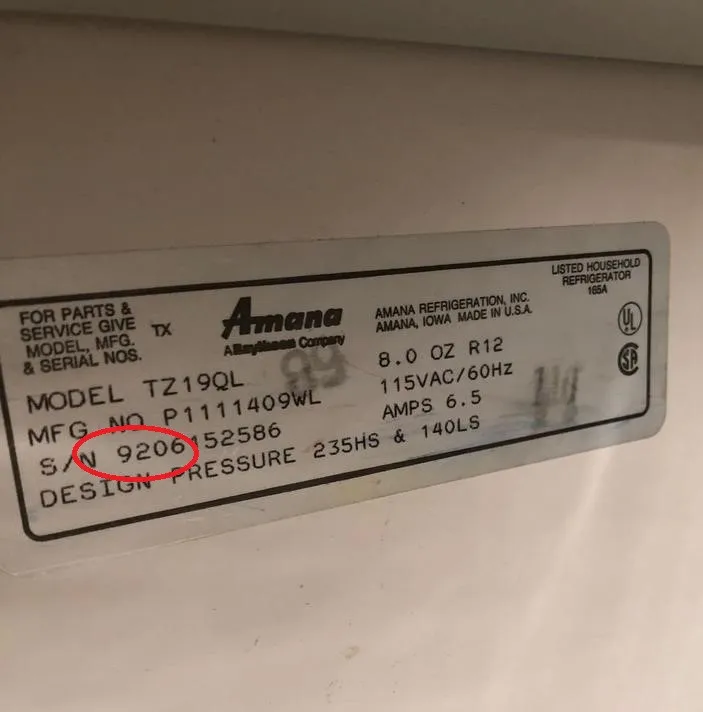 FOR PARTS &
SERVICE GIVE
MODEL, MFG.
& SERIAL NOS.
TX
Amana
A Raytheon Company
AMANA REFRIGERATION, INC.
AMANA, IOWA MADE IN U.S.A.
LISTED HOUSEHOLD
REFRIGERATOR
165A
UL
SA
MODEL TZ19QL
8.0 OZ R12
MFG NO P1111409WL
115VAC/60HZ
S/N 9206152586
AMPS 6.5
DESIGN PRESSURE 235HS & 140LS